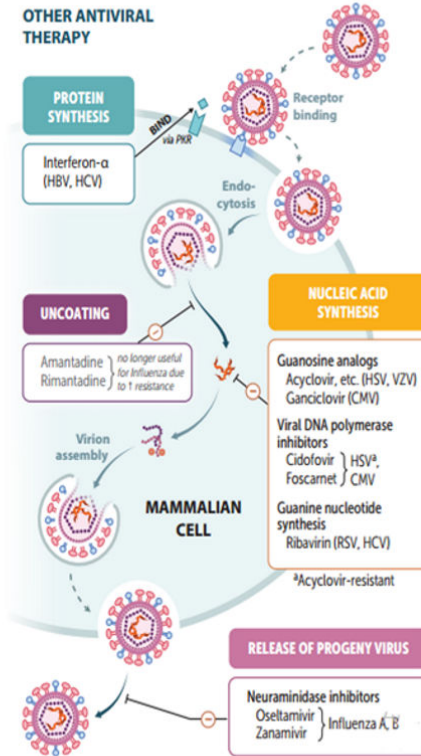 OTHER ANTIVIRAL
THERAPY
PROTEIN
SYNTHESIS
Interferon-α
(HBV, HCV)
BIND
via PKR
Receptor
binding
Endo-
cytosis
UNCOATING
Amantadine
Rimantadine
no longer useful
for Influenza due
to ↑ resistance
NUCLEIC ACID
SYNTHESIS
Guanosine analogs
Acyclovir, etc. (HSV, VZV)
Ganciclovir (CMV)
Viral DNA polymerase
inhibitors
Cidofovir } HSVª,
Foscarnet } CMV
Guanine nucleotide
synthesis
Ribavirin (RSV, HCV)
ªAcyclovir-resistant
Virion
assembly
MAMMALIAN
CELL
RELEASE OF PROGENY VIRUS
Neuraminidase inhibitors
Oseltamivir
Zanamivir } Influenza A, B